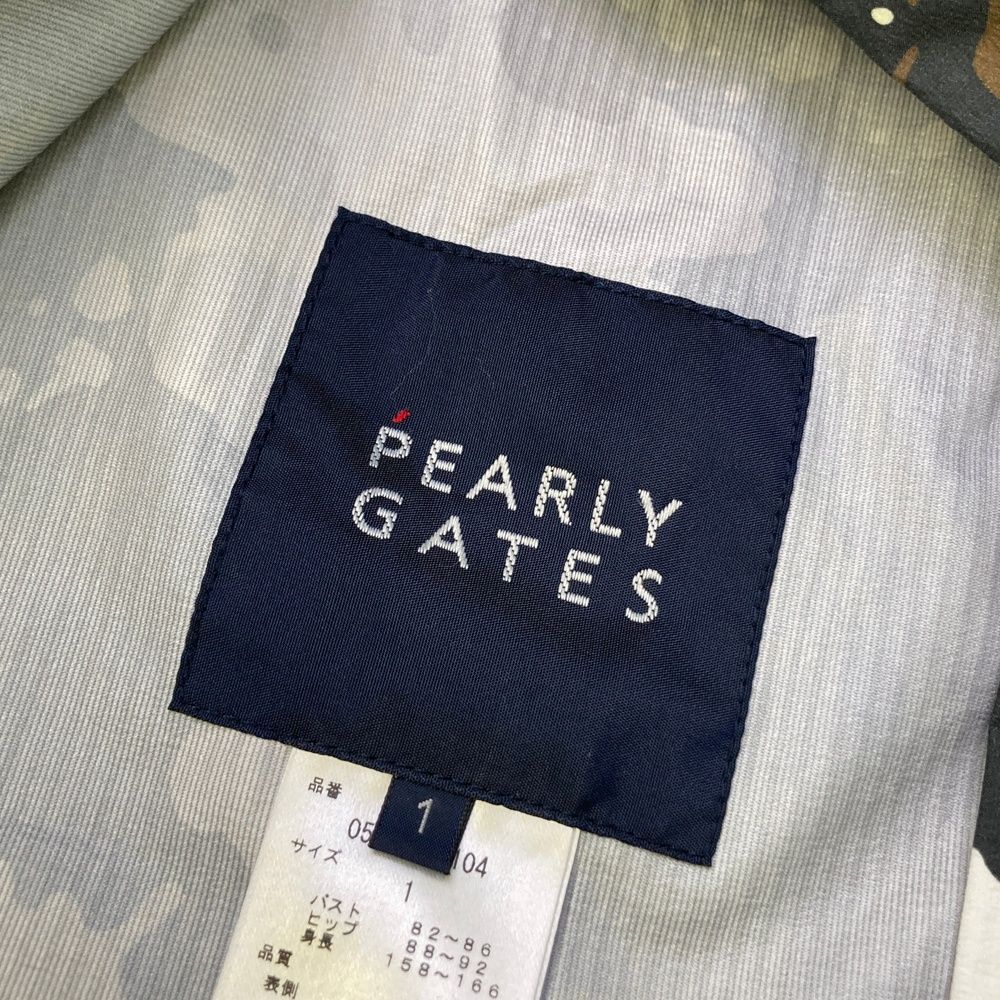 PEARLY
GATES
1
品番
05 104
サイズ
1
バスト 82～86
ヒップ 88～92
身長 158～166
品質
表側